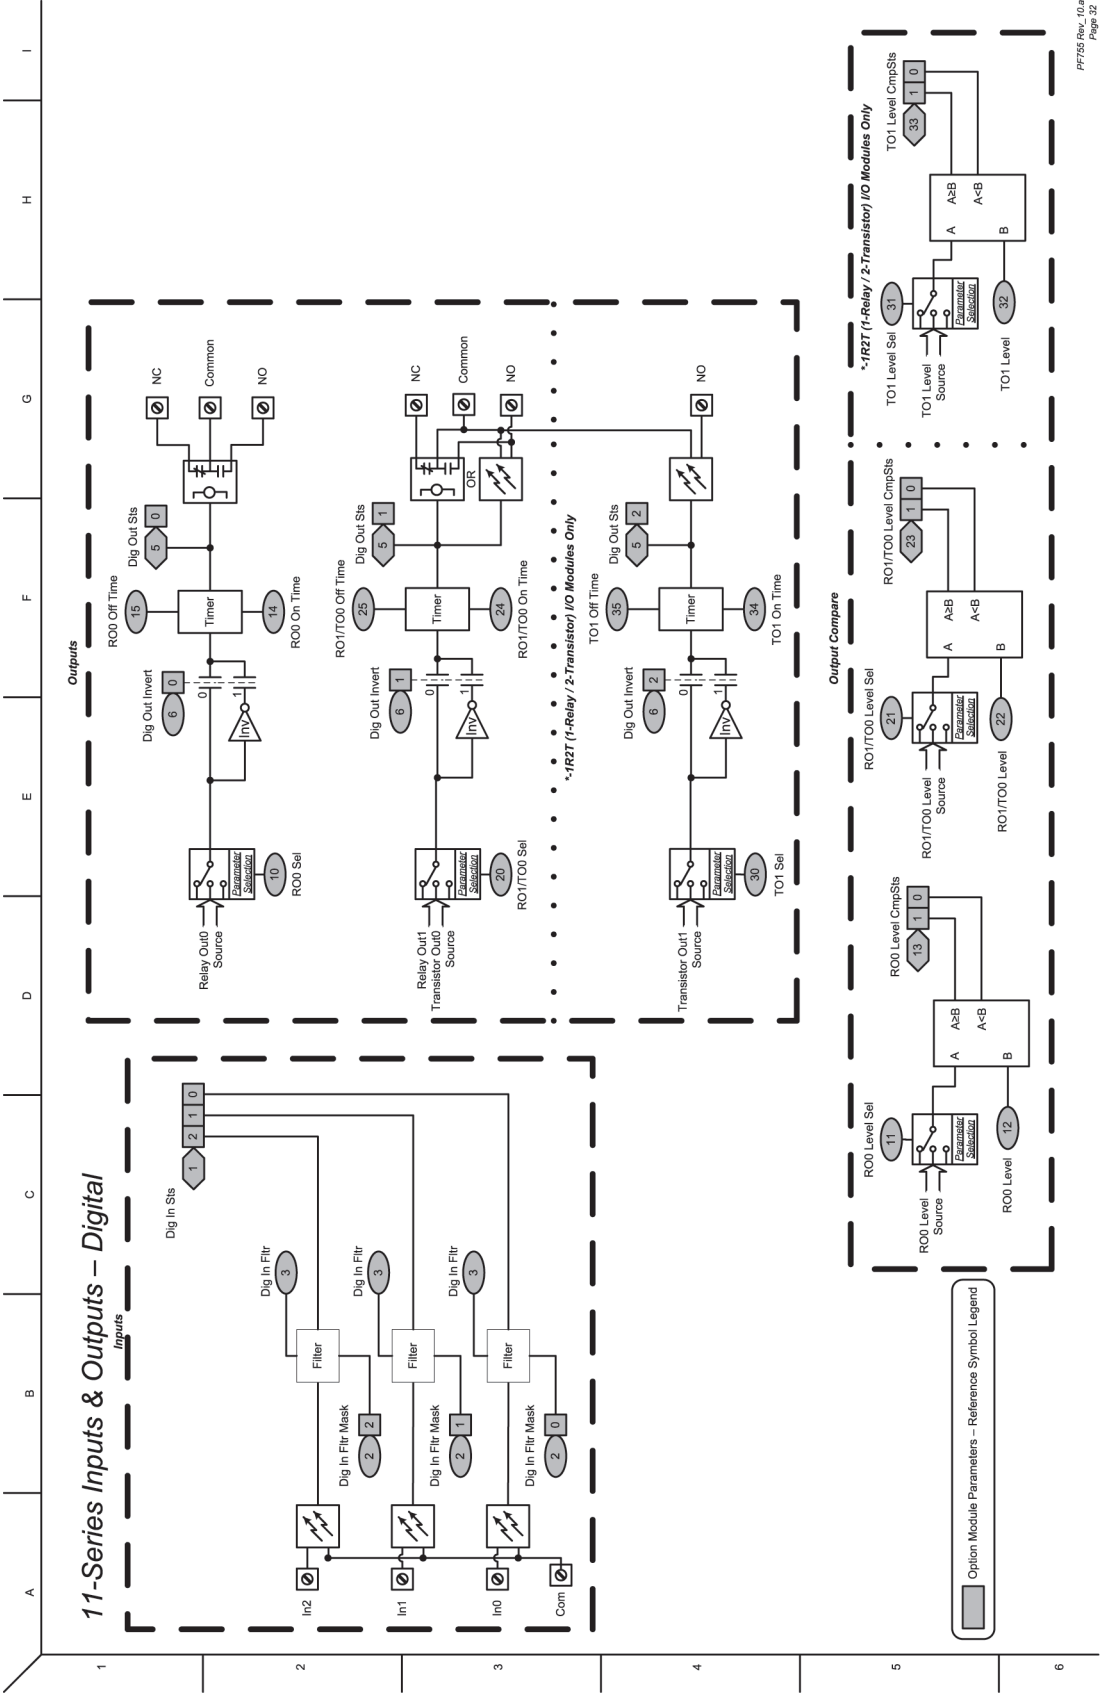 A
B
C
D
E
F
G
H
I
1
2
3
4
5
6
11-Series Inputs & Outputs – Digital
Inputs
In2
Filter
Dig In Fltr
3
Dig In Fltr Mask
2
2
In1
Filter
Dig In Fltr
3
Dig In Fltr Mask
2
1
In0
Filter
Dig In Fltr
3
Dig In Fltr Mask
2
0
Com
Dig In Sts
1
2
1
0
Outputs
Relay Out0
Source
Parameter
Selection
10
RO0 Sel
Inv
Dig Out Invert
6
0
0
1
RO0 Off Time
15
Timer
14
RO0 On Time
Dig Out Sts
5
0
NC
Common
NO
Relay Out1
Transistor Out0
Source
Parameter
Selection
20
RO1/TO0 Sel
Inv
Dig Out Invert
6
1
0
1
RO1/TO0 Off Time
25
Timer
24
RO1/TO0 On Time
Dig Out Sts
5
1
OR
NC
Common
NO
*-1R2T (1-Relay / 2-Transistor) I/O Modules Only
Transistor Out1
Source
Parameter
Selection
30
TO1 Sel
Inv
Dig Out Invert
6
2
0
1
TO1 Off Time
35
Timer
34
TO1 On Time
Dig Out Sts
5
2
NO
Output Compare
RO0 Level Sel
11
RO0 Level
Source
Parameter
Selection
12
RO0 Level
A
B
A≥B
A<B
RO0 Level CmpSts
13
1
0
RO1/TO0 Level Sel
21
RO1/TO0 Level
Source
Parameter
Selection
22
RO1/TO0 Level
A
B
A≥B
A<B
RO1/TO0 Level CmpSts
23
1
0
*-1R2T (1-Relay / 2-Transistor) I/O Modules Only
TO1 Level Sel
31
TO1 Level
Source
Parameter
Selection
32
TO1 Level
A
B
A≥B
A<B
TO1 Level CmpSts
33
1
0
Option Module Parameters – Reference Symbol Legend
PF755 Rev_10.a
Page 32